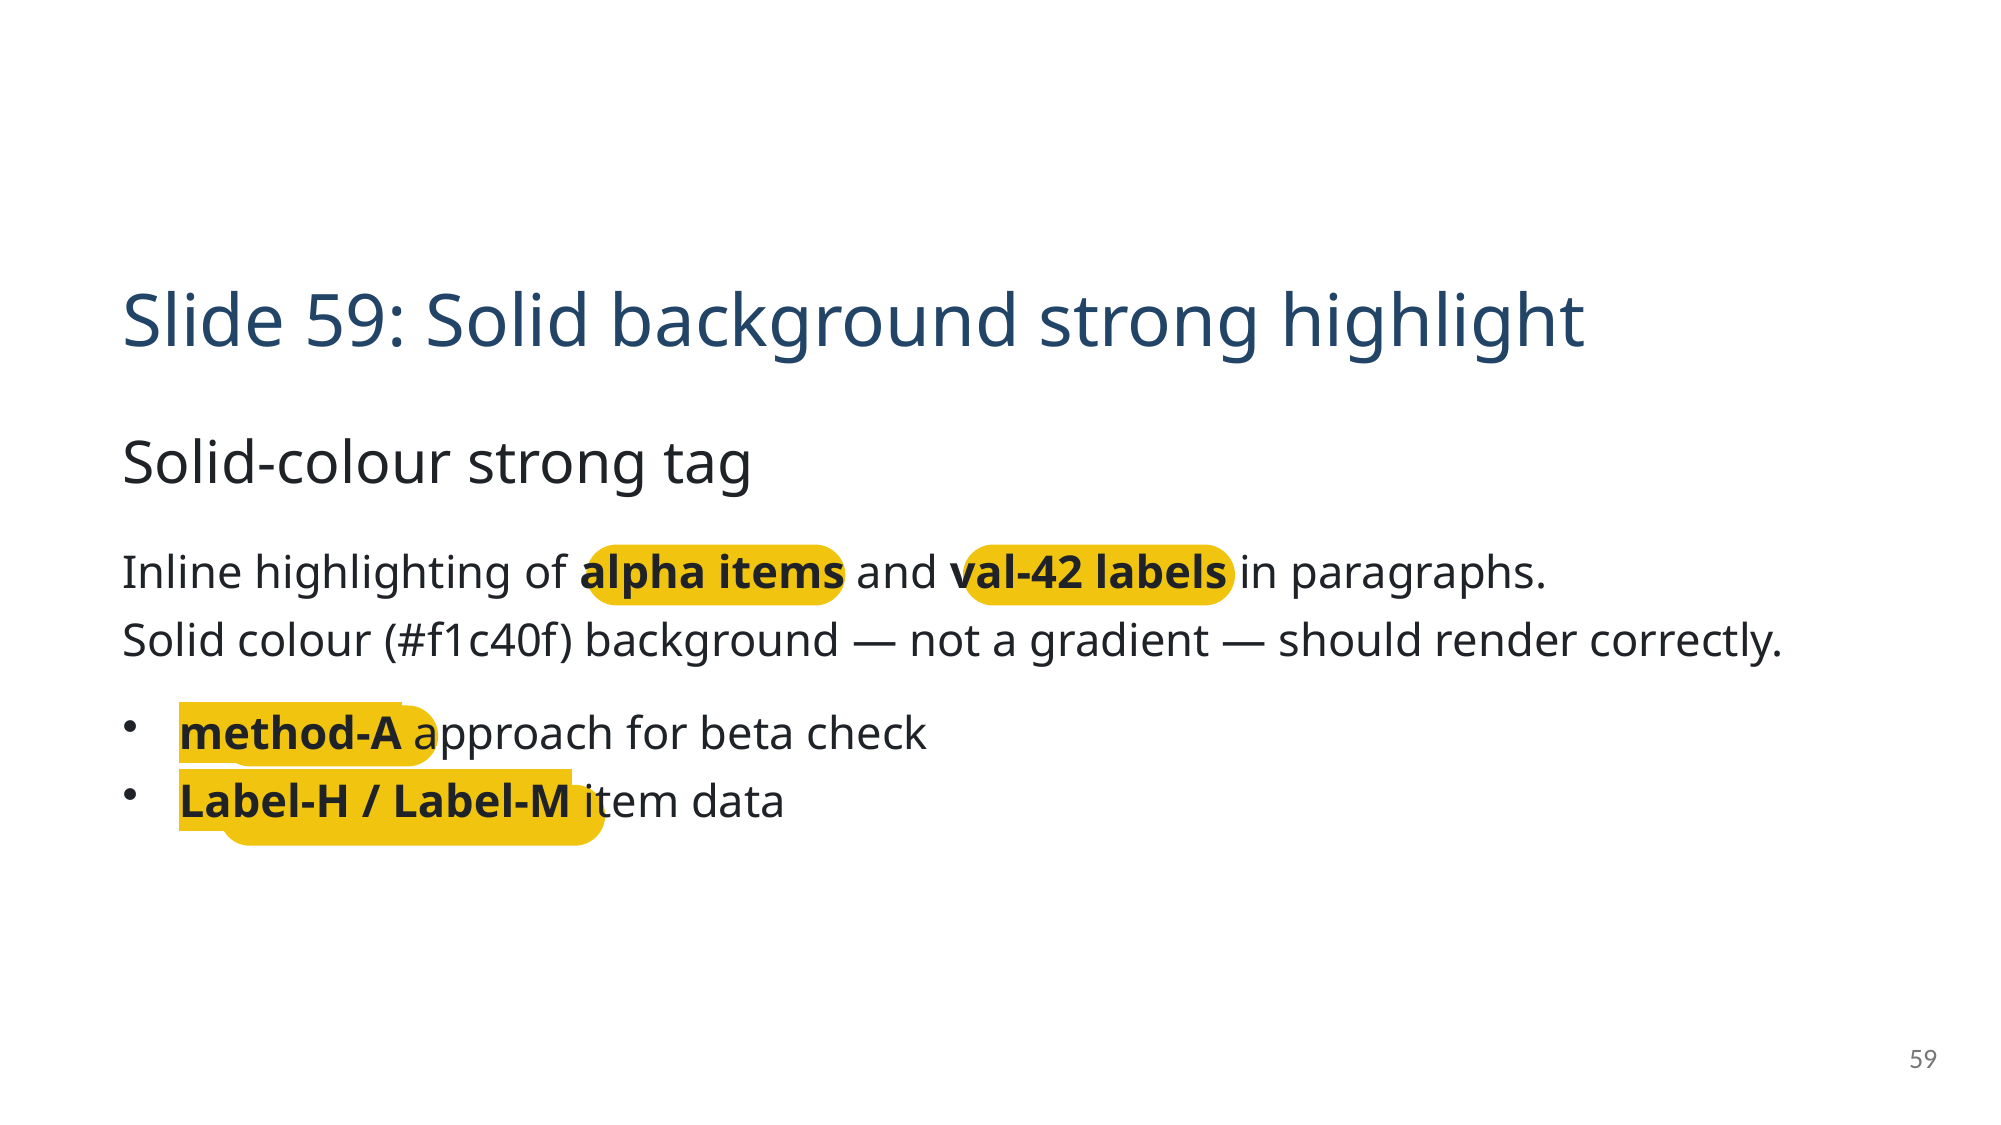 Slide 59: Solid background strong highlight
Solid-colour strong tag
Inline highlighting of alpha items and val-42 labels in paragraphs.
Solid colour (#f1c40f) background — not a gradient — should render correctly.
• method-A approach for beta check
• Label-H / Label-M item data
59